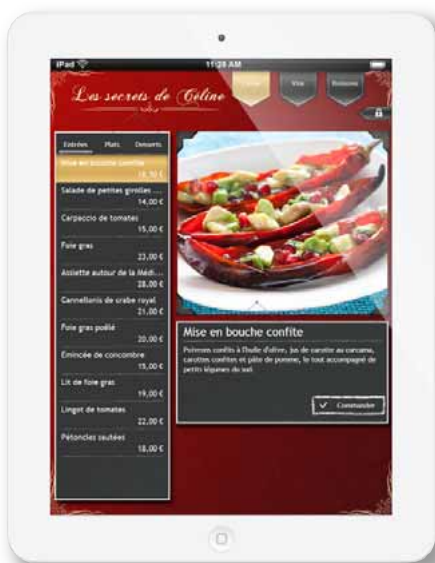 iPad
11:28 AM
Les secrets de Céline
Vins
Boissons
Entrées Plats Desserts
Mise en bouche confite
18,50 €
Salade de petites girolles ...
14,00 €
Carpaccio de tomates
15,00 €
Foie gras
23,00 €
Assiette autour de la Médi...
28,00 €
Cannellonis de crabe royal
21,00 €
Foie gras poêlé
20,00 €
Emincée de concombre
15,00 €
Lit de foie gras
19,00 €
Lingot de tomates
22,00 €
Pétoncles sautées
18,00 €
Mise en bouche confite
Poivrons confits à l'huile d'olive, jus de carotte au curcuma,
carottes confites et pâte de pomme, le tout accompagné de
petits légumes du sud
Commander